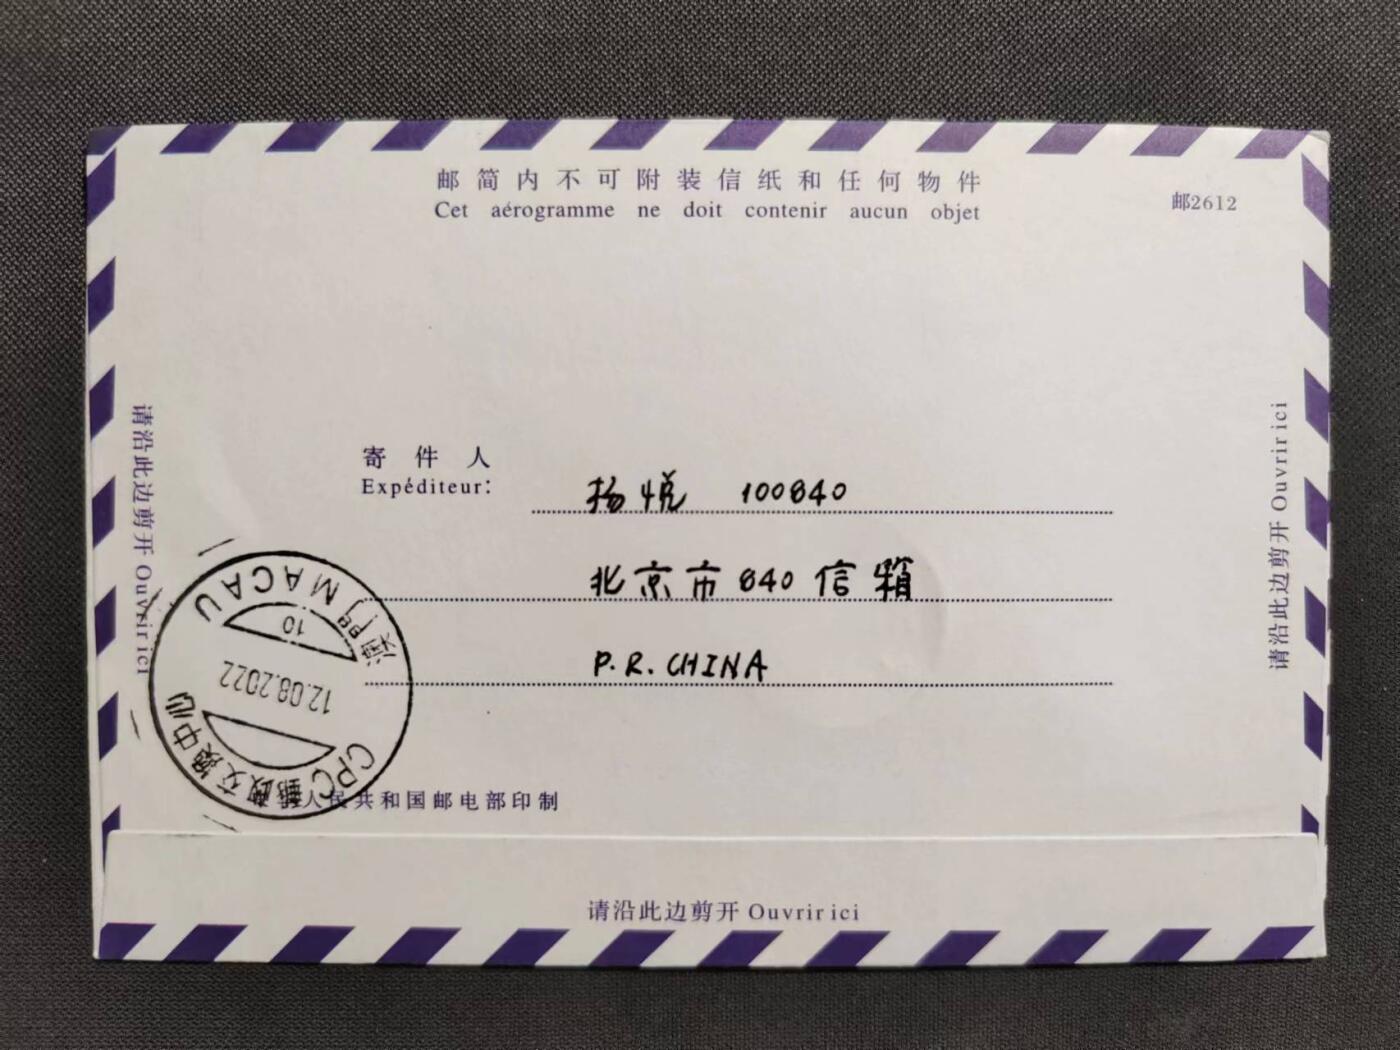 邮简内不可附装信纸和任何物件
Cet aérogramme ne doit contenir aucun objet
邮2612
请沿此边剪开 Ouvrir ici
寄件人
Expéditeur:
杨悦 100840
北京市 840 信箱
P.R. CHINA
请沿此边剪开 Ouvrir ici
澳門 MACAU
10
12.08.2022
CPC 郵政交換中心
人民共和国邮电部印制
请沿此边剪开 Ouvrir ici